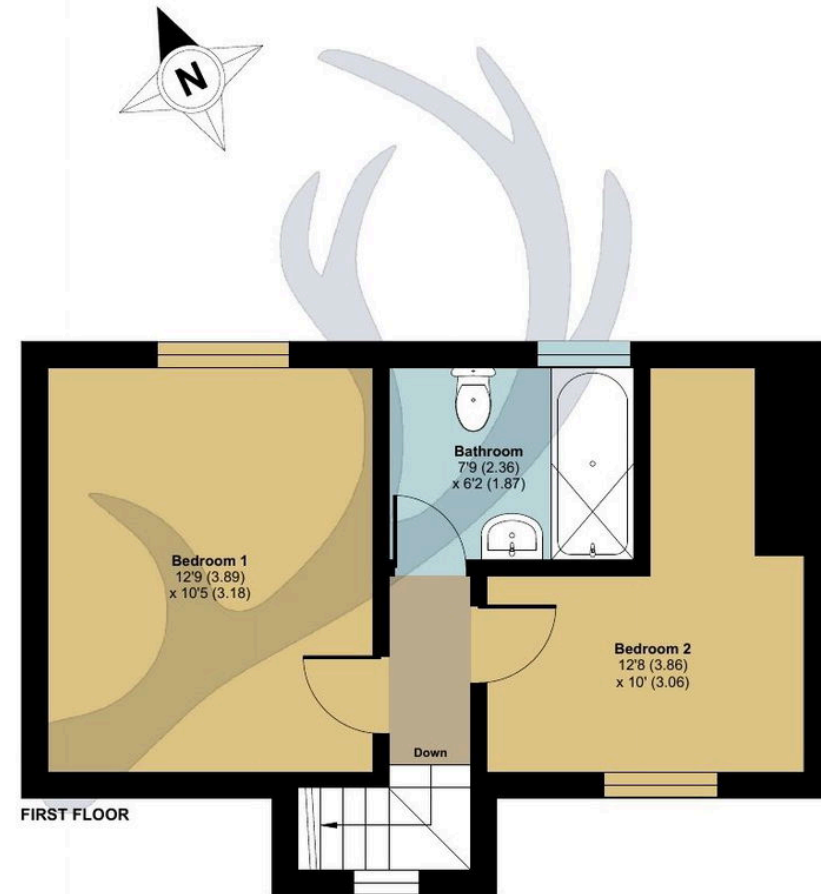 N
Bathroom
7'9 (2.36)
x 6'2 (1.87)
Bedroom 1
12'9 (3.89)
x 10'5 (3.18)
Bedroom 2
12'8 (3.86)
x 10' (3.06)
Down
FIRST FLOOR